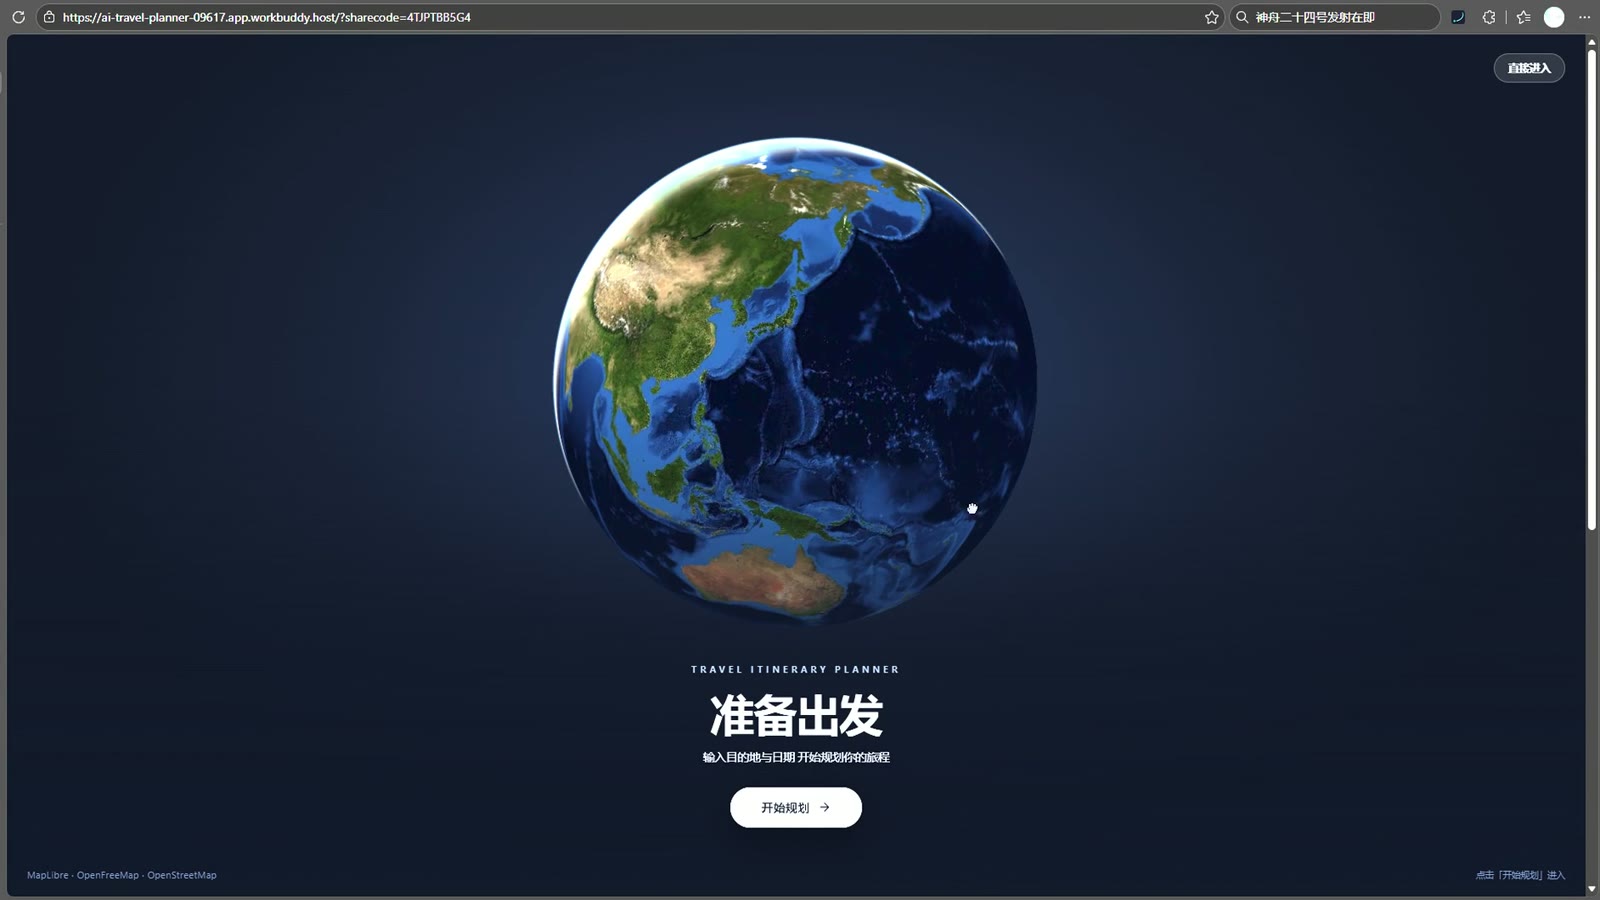 https://ai-travel-planner-09617.app.workbuddy.host/?sharecode=4TJPTBB5G4
神舟二十四号发射在即
直接进入
TRAVEL ITINERARY PLANNER
准备出发
输入目的地与日期 开始规划你的旅程
开始规划 →
MapLibre · OpenFreeMap · OpenStreetMap
点击「开始规划」进入